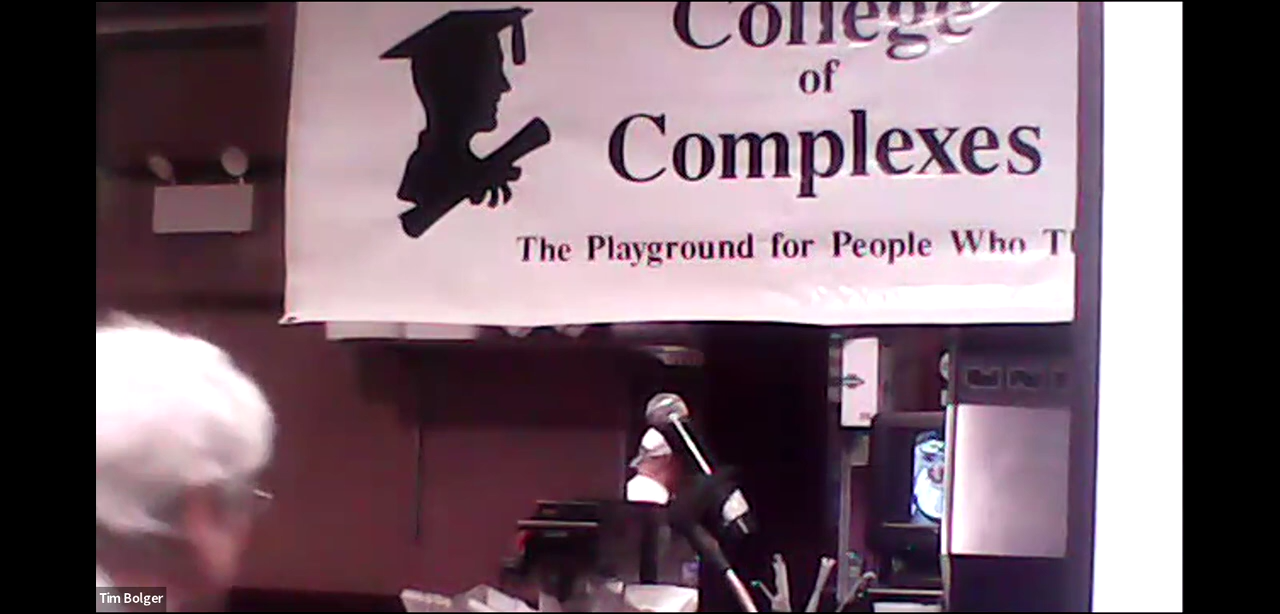 College
of
Complexes
The Playground for People Who
Tim Bolger